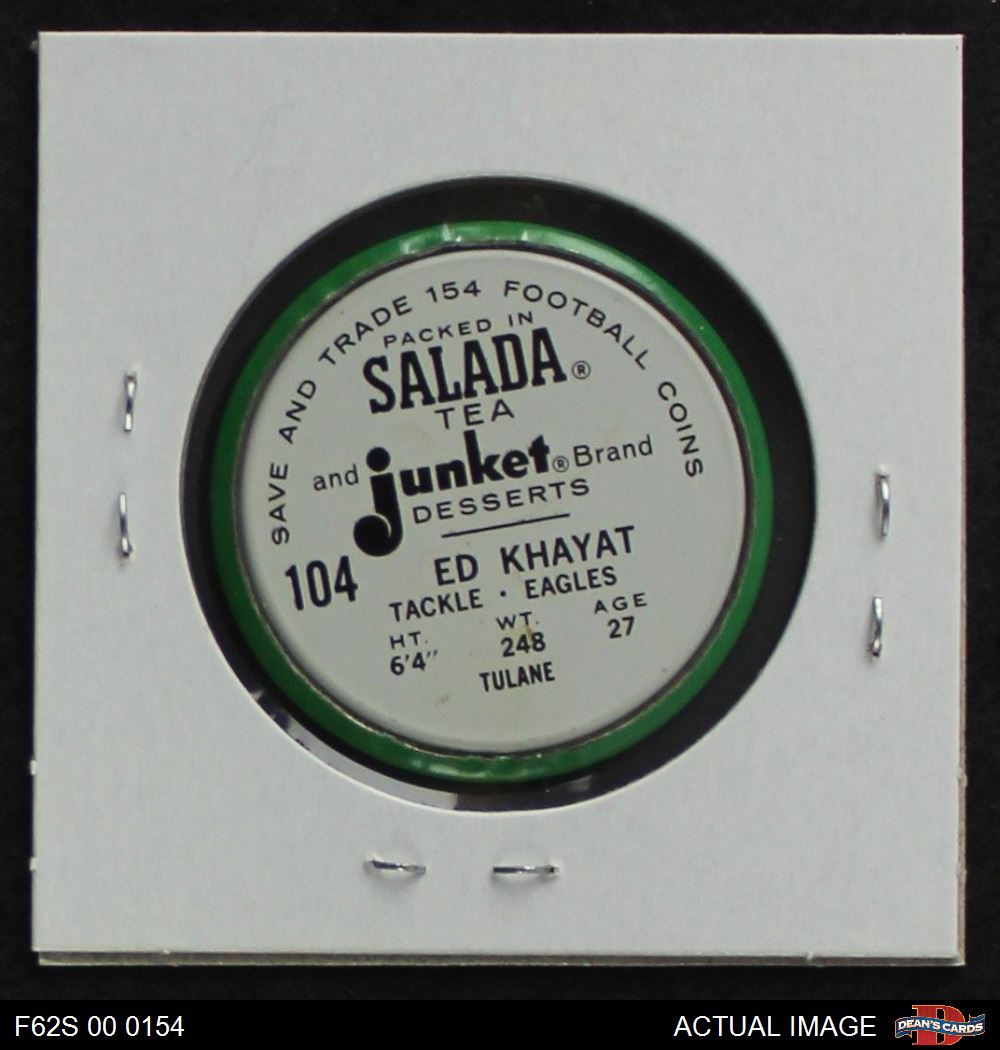 SAVE AND TRADE 154 FOOTBALL COINS
PACKED IN
SALADA®
TEA
and junket® Brand
DESSERTS
104
ED KHAYAT
TACKLE · EAGLES
HT. WT. AGE
6'4" 248 27
TULANE
F62S 00 0154
ACTUAL IMAGE
D
DEAN'S CARDS